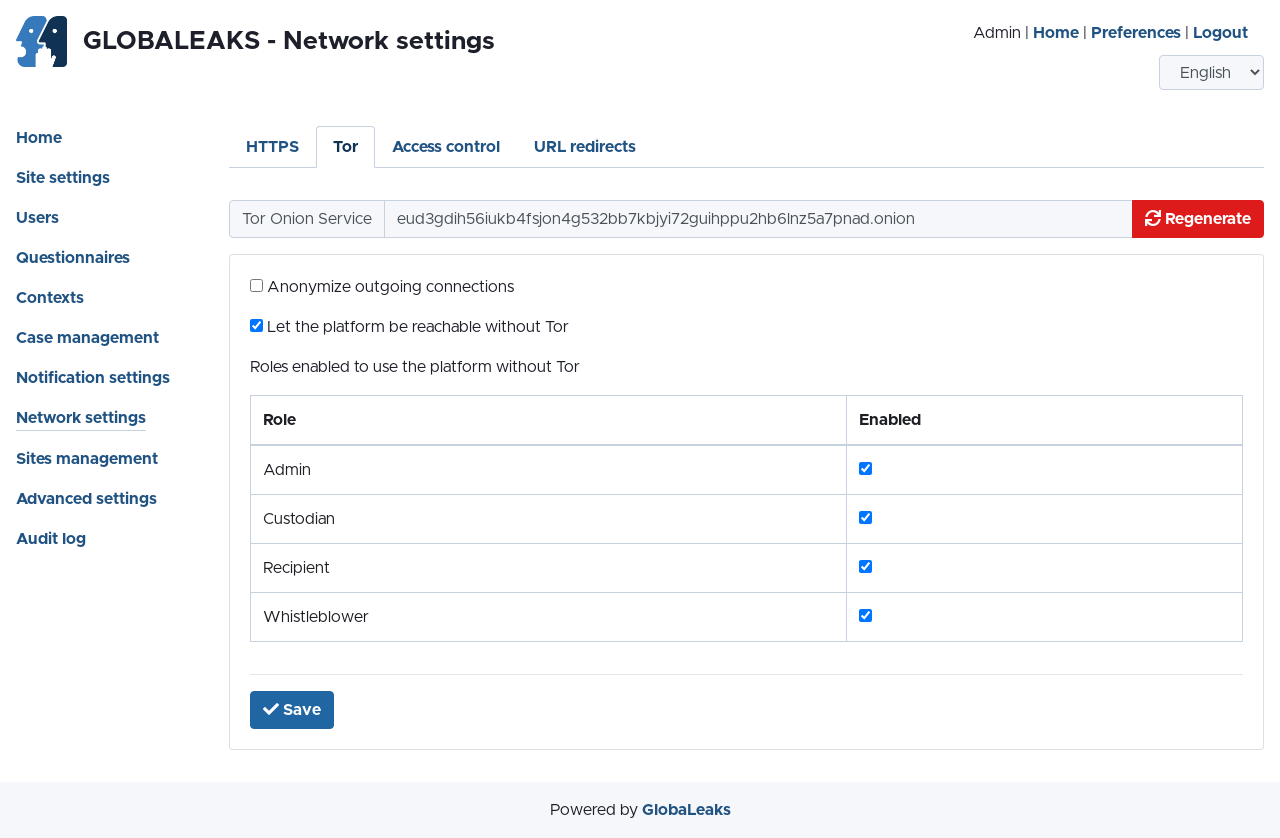 GLOBALEAKS - Network settings
Admin | Home | Preferences | Logout
English
Home
Site settings
Users
Questionnaires
Contexts
Case management
Notification settings
Network settings
Sites management
Advanced settings
Audit log
HTTPS
Tor
Access control
URL redirects
Tor Onion Service
eud3gdih56iukb4fsjon4g532bb7kbjyi72guihppu2hb6lnz5a7pnad.onion
Regenerate
Anonymize outgoing connections
Let the platform be reachable without Tor
Roles enabled to use the platform without Tor
Role Enabled
Admin
Custodian
Recipient
Whistleblower
Save
Powered by GlobaLeaks